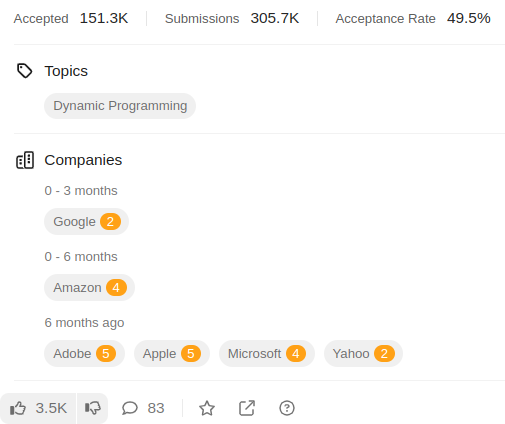 Accepted 151.3K Submissions 305.7K Acceptance Rate 49.5%
Topics
Dynamic Programming
Companies
0 - 3 months
Google 2
0 - 6 months
Amazon 4
6 months ago
Adobe 5 Apple 5 Microsoft 4 Yahoo 2
3.5K 83